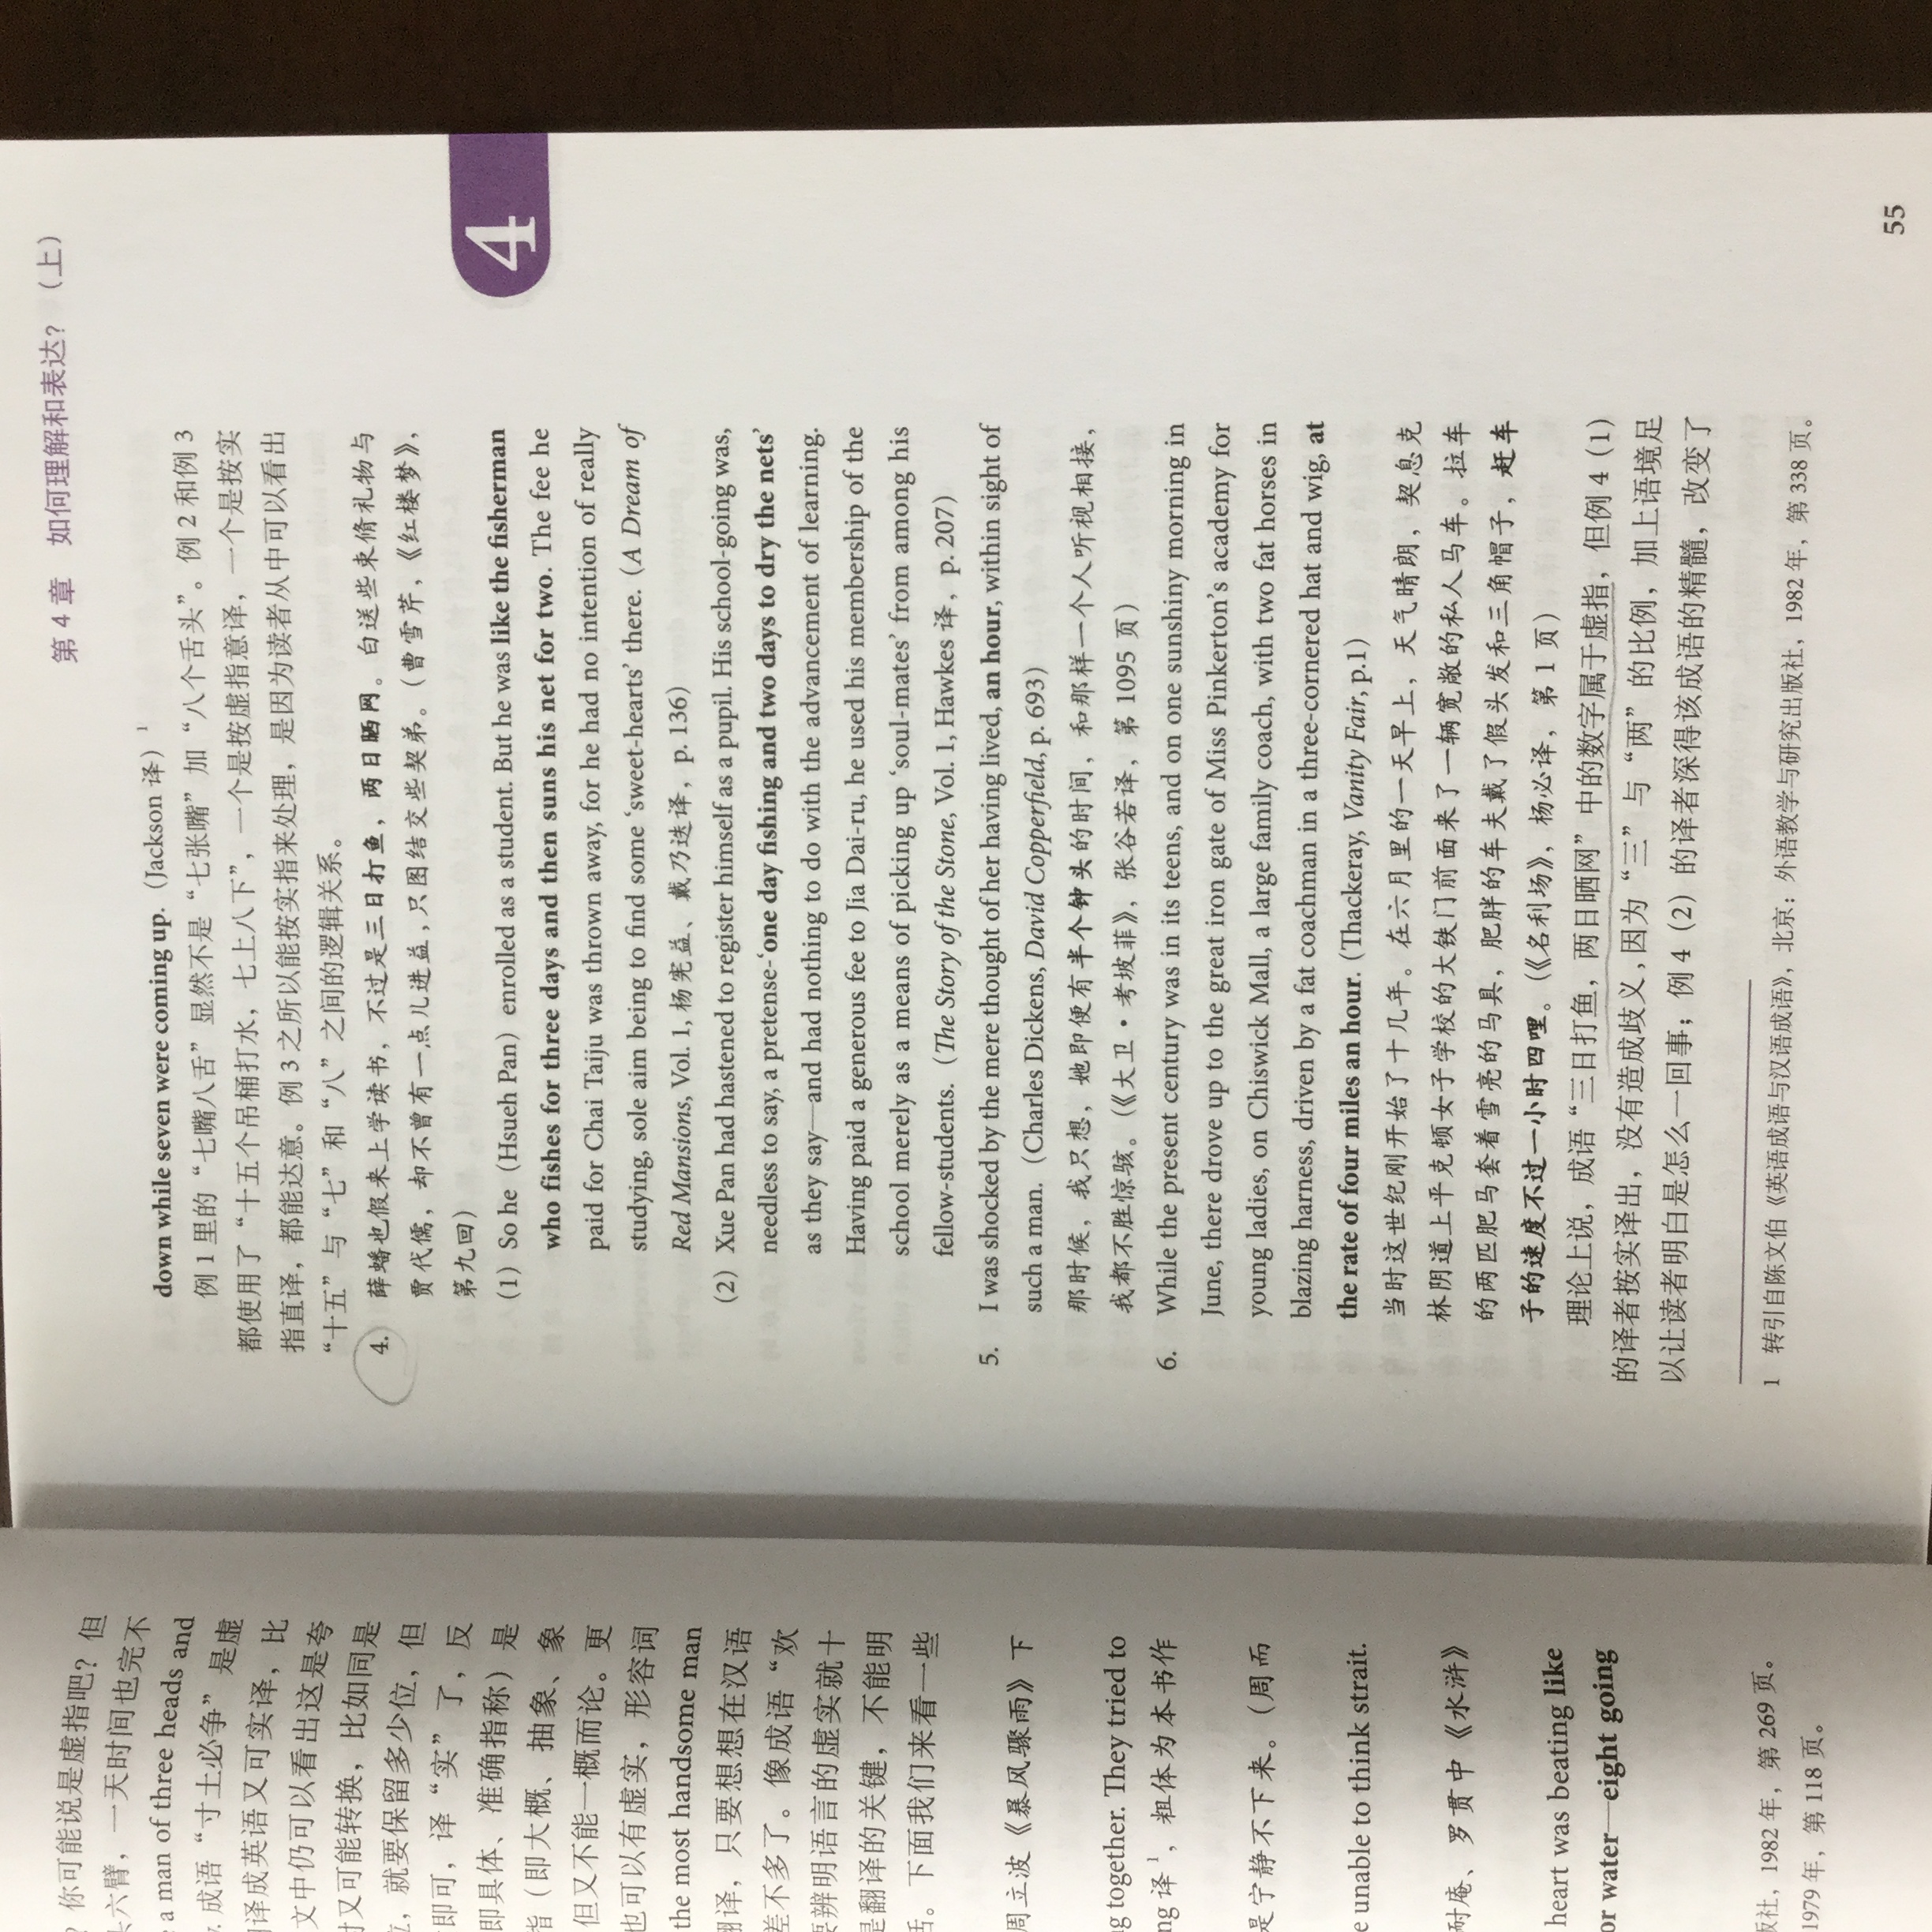 ？你可能说是虚指吧？但
六臂，一天时间也完不
a man of three heads and
成语“寸土必争”是虚
译成英语又可实译，比
文中仍可以看出这是夸
时又可能转换，比如同是
，就要保留多少位，但
即可，译“实”了，反
即具体、准确指称）是
指（即大概、抽象、象
但又不能一概而论。更
也可以有虚实，形容词
the most handsome man
翻译，只要想想在汉语
差不多了。像成语“欢
要辨明语言的虚实就十
是翻译的关键，不能明
。下面我们来看一些
周立波《暴风骤雨》下
together. They tried to
ng 译1，粗体为本书作
是宁静不下来。（周而
unable to think strait.
耐庵、罗贯中《水浒》
heart was beating like
or water—eight going
版社，1982 年，第 269 页。
1979 年，第 118 页。
第 4 章 如何理解和表达？（上）
down while seven were coming up.（Jackson 译）1
例 1 里的“七嘴八舌”显然不是“七张嘴”加“八个舌头”。例 2 和例 3
都使用了“十五个吊桶打水，七上八下”，一个是按虚指意译，一个是按实
指直译，都能达意。例 3 之所以能按实指来处理，是因为读者从中可以看出
“十五”与“七”和“八”之间的逻辑关系。
4. 薛蟠也假来上学读书，不过是三日打鱼，两日晒网。白送些束脩礼物与
贾代儒，却不曾有一点儿进益，只图结交些契弟。（曹雪芹，《红楼梦》，
第九回）
（1）So he（Hsueh Pan）enrolled as a student. But he was like the fisherman
who fishes for three days and then suns his net for two. The fee he
paid for Chai Taiju was thrown away, for he had no intention of really
studying, sole aim being to find some ‘sweet-hearts’ there.（A Dream of
Red Mansions, Vol. 1, 杨宪益、戴乃迭译，p. 136）
（2）Xue Pan had hastened to register himself as a pupil. His school-going was,
needless to say, a pretense-‘one day fishing and two days to dry the nets’
as they say—and had nothing to do with the advancement of learning.
Having paid a generous fee to Jia Dai-ru, he used his membership of the
school merely as a means of picking up ‘soul-mates’ from among his
fellow-students.（The Story of the Stone, Vol. 1, Hawkes 译，p. 207）
5. I was shocked by the mere thought of her having lived, an hour, within sight of
such a man.（Charles Dickens, David Copperfield, p. 693）
那时候，我只想，她即便有半个钟头的时间，和那样一个人听视相接，
我都不胜惊骇。（《大卫·考坡菲》，张谷若译，第 1095 页）
6. While the present century was in its teens, and on one sunshiny morning in
June, there drove up to the great iron gate of Miss Pinkerton’s academy for
young ladies, on Chiswick Mall, a large family coach, with two fat horses in
blazing harness, driven by a fat coachman in a three-cornered hat and wig, at
the rate of four miles an hour.（Thackeray, Vanity Fair, p.1）
当时这世纪刚开始了十几年。在六月里的一天早上，天气晴朗，契息克
林阴道上平克顿女子学校的大铁门前面来了一辆宽敞的私人马车。拉车
的两匹肥马套着雪亮的马具，肥胖的车夫戴了假头发和三角帽子，赶车
子的速度不过一小时四哩。（《名利场》，杨必译，第 1 页）
理论上说，成语“三日打鱼，两日晒网”中的数字属于虚指，但例 4（1）
的译者按实译出，没有造成歧义，因为“三”与“两”的比例，加上语境足
以让读者明白是怎么一回事；例 4（2）的译者深得该成语的精髓，改变了
1 转引自陈文伯《英语成语与汉语成语》，北京：外语教学与研究出版社，1982 年，第 338 页。
4
55